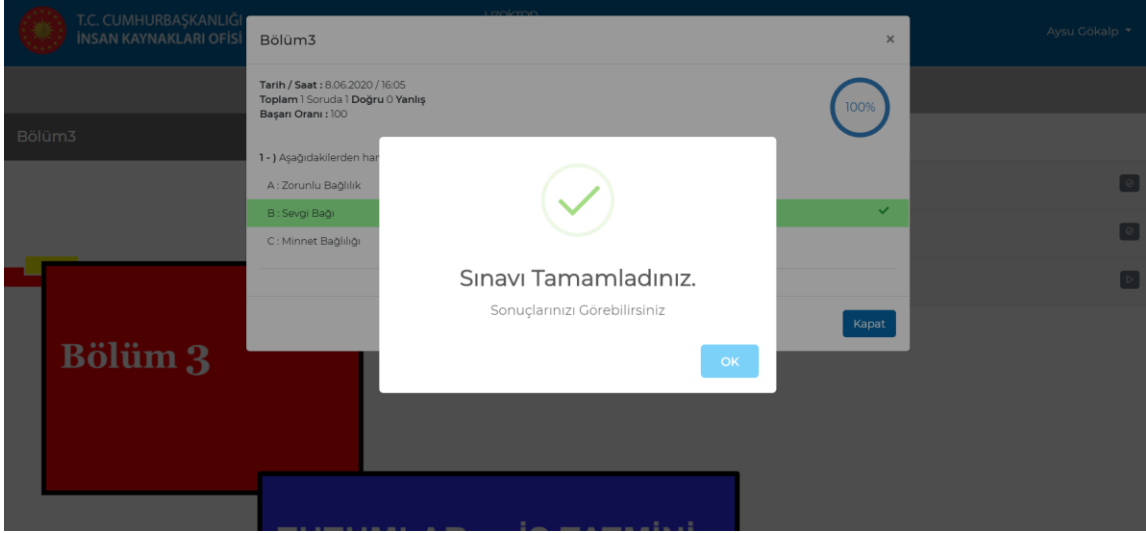 T.C. CUMHURBAŞKANLIĞI
İNSAN KAYNAKLARI OFİSİ
Aysu Gökalp
Bölüm3
×
Tarih / Saat : 8.06.2020 / 16:05
Toplam 1 Soruda 1 Doğru 0 Yanlış
Başarı Oranı : 100
100%
Bölüm3
1 - ) Aşağıdakilerden
A : Zorunlu Bağlılık
B : Sevgi Bağı
C : Minnet Bağlılığı
Sınavı Tamamladınız.
Sonuçlarınızı Görebilirsiniz
OK
Kapat
Bölüm 3